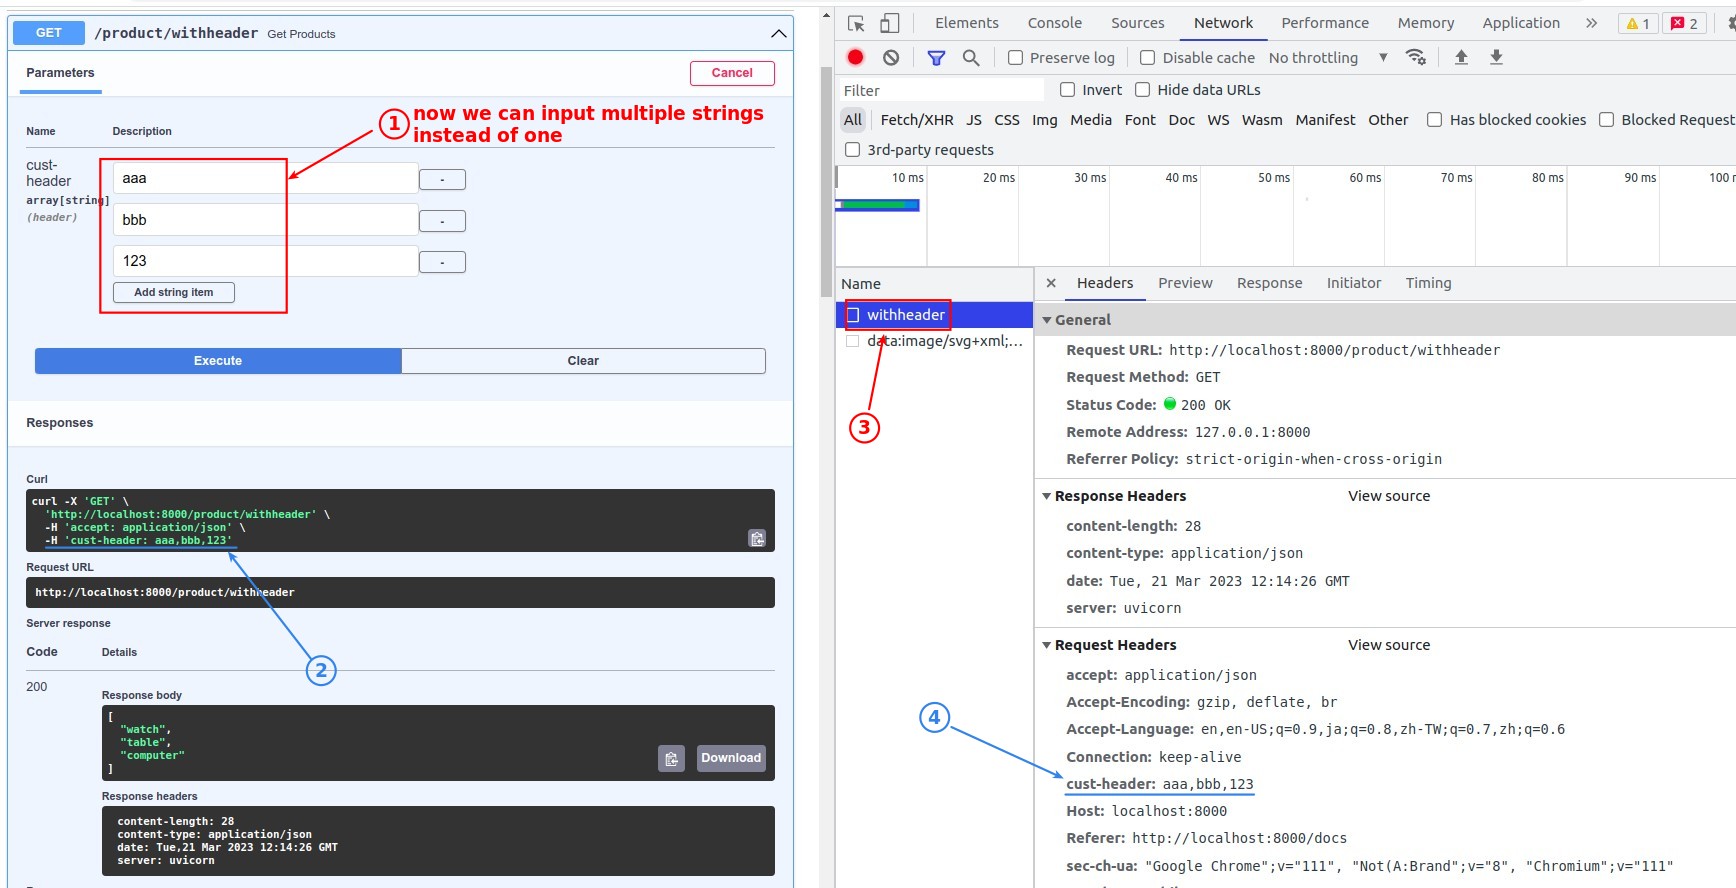 GET /product/withheader Get Products
Parameters
Cancel
1 now we can input multiple strings
instead of one
Name Description
cust-
header
array[string]
(header)
aaa -
bbb -
123 -
Add string item
Execute Clear
Responses
Curl
curl -X 'GET' \
'http://localhost:8000/product/withheader' \
-H 'accept: application/json' \
-H 'cust-header: aaa,bbb,123'
Request URL
http://localhost:8000/product/withheader
Server response
Code Details
2
200
Response body
[
"watch",
"table",
"computer"
]
Download
Response headers
content-length: 28
content-type: application/json
date: Tue,21 Mar 2023 12:14:26 GMT
server: uvicorn
Elements Console Sources Network Performance Memory Application » 1 2
Preserve log Disable cache No throttling
Filter Invert Hide data URLs
All Fetch/XHR JS CSS Img Media Font Doc WS Wasm Manifest Other Has blocked cookies Blocked Request
3rd-party requests
10 ms 20 ms 30 ms 40 ms 50 ms 60 ms 70 ms 80 ms 90 ms 100
Name
withheader
data:image/svg+xml;...
3
4
× Headers Preview Response Initiator Timing
General
Request URL: http://localhost:8000/product/withheader
Request Method: GET
Status Code: 200 OK
Remote Address: 127.0.0.1:8000
Referrer Policy: strict-origin-when-cross-origin
Response Headers View source
content-length: 28
content-type: application/json
date: Tue, 21 Mar 2023 12:14:26 GMT
server: uvicorn
Request Headers View source
accept: application/json
Accept-Encoding: gzip, deflate, br
Accept-Language: en,en-US;q=0.9,ja;q=0.8,zh-TW;q=0.7,zh;q=0.6
Connection: keep-alive
cust-header: aaa,bbb,123
Host: localhost:8000
Referer: http://localhost:8000/docs
sec-ch-ua: "Google Chrome";v="111", "Not(A:Brand";v="8", "Chromium";v="111"